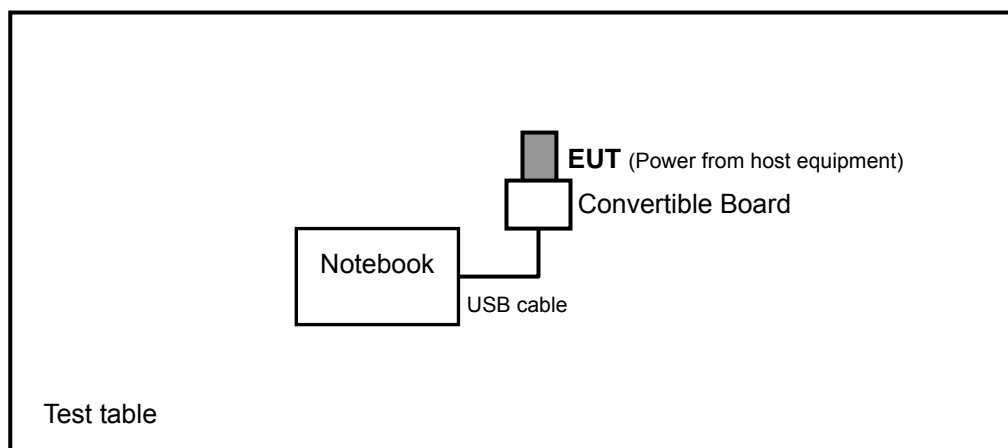 EUT (Power from host equipment)
Convertible Board
Notebook
USB cable
Test table